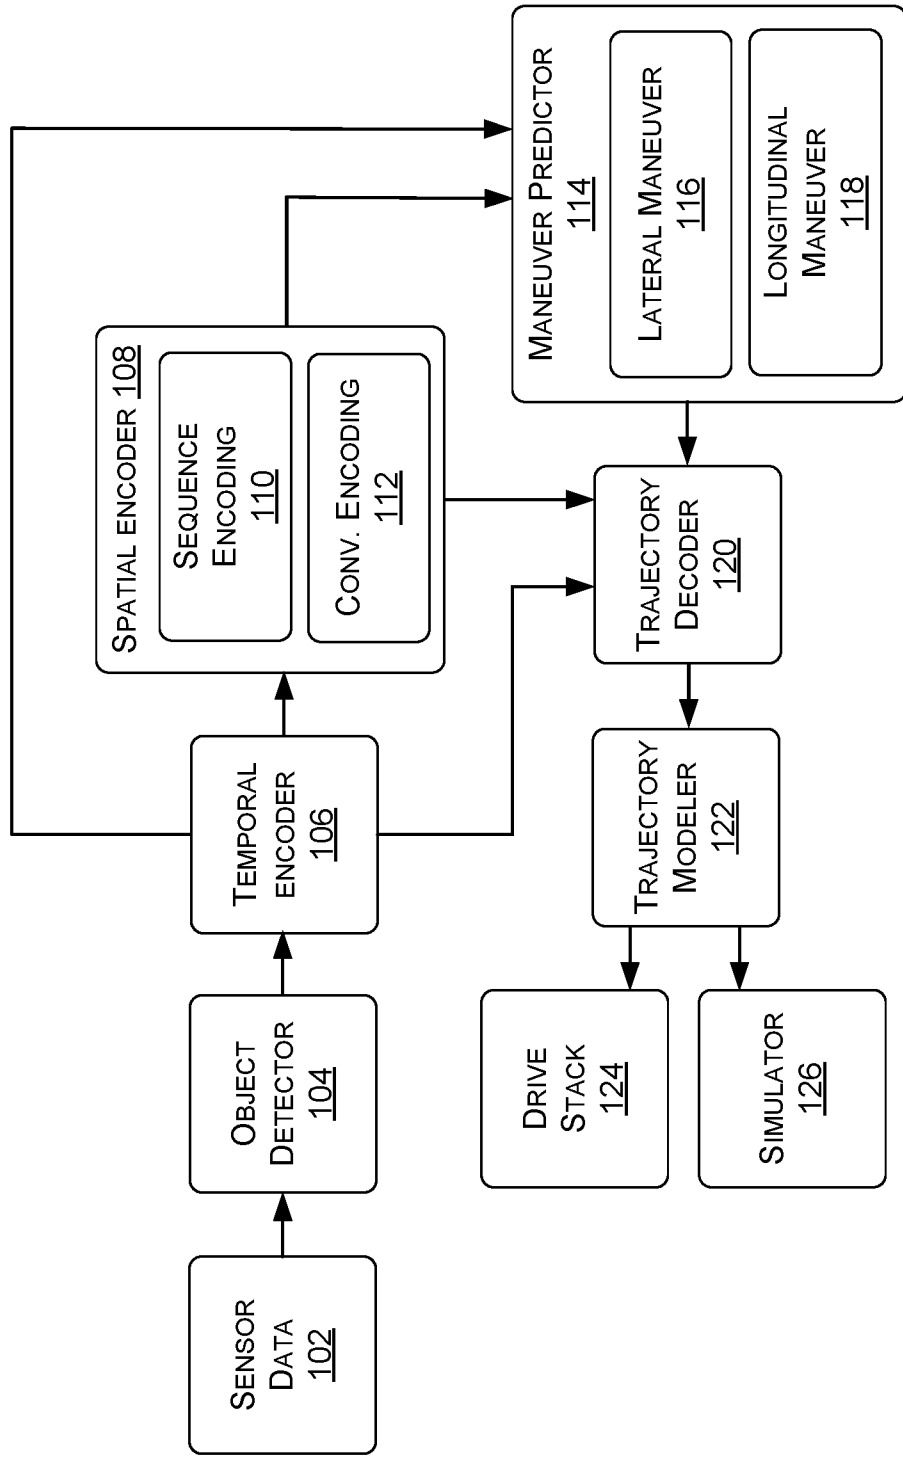 SENSOR
DATA
102
OBJECT
DETECTOR
104
TEMPORAL
ENCODER
106
SPATIAL ENCODER 108
SEQUENCE
ENCODING
110
CONV. ENCODING
112
MANEUVER PREDICTOR
114
LATERAL MANEUVER
116
LONGITUDINAL
MANEUVER
118
TRAJECTORY
DECODER
120
TRAJECTORY
MODELER
122
DRIVE
STACK
124
SIMULATOR
126